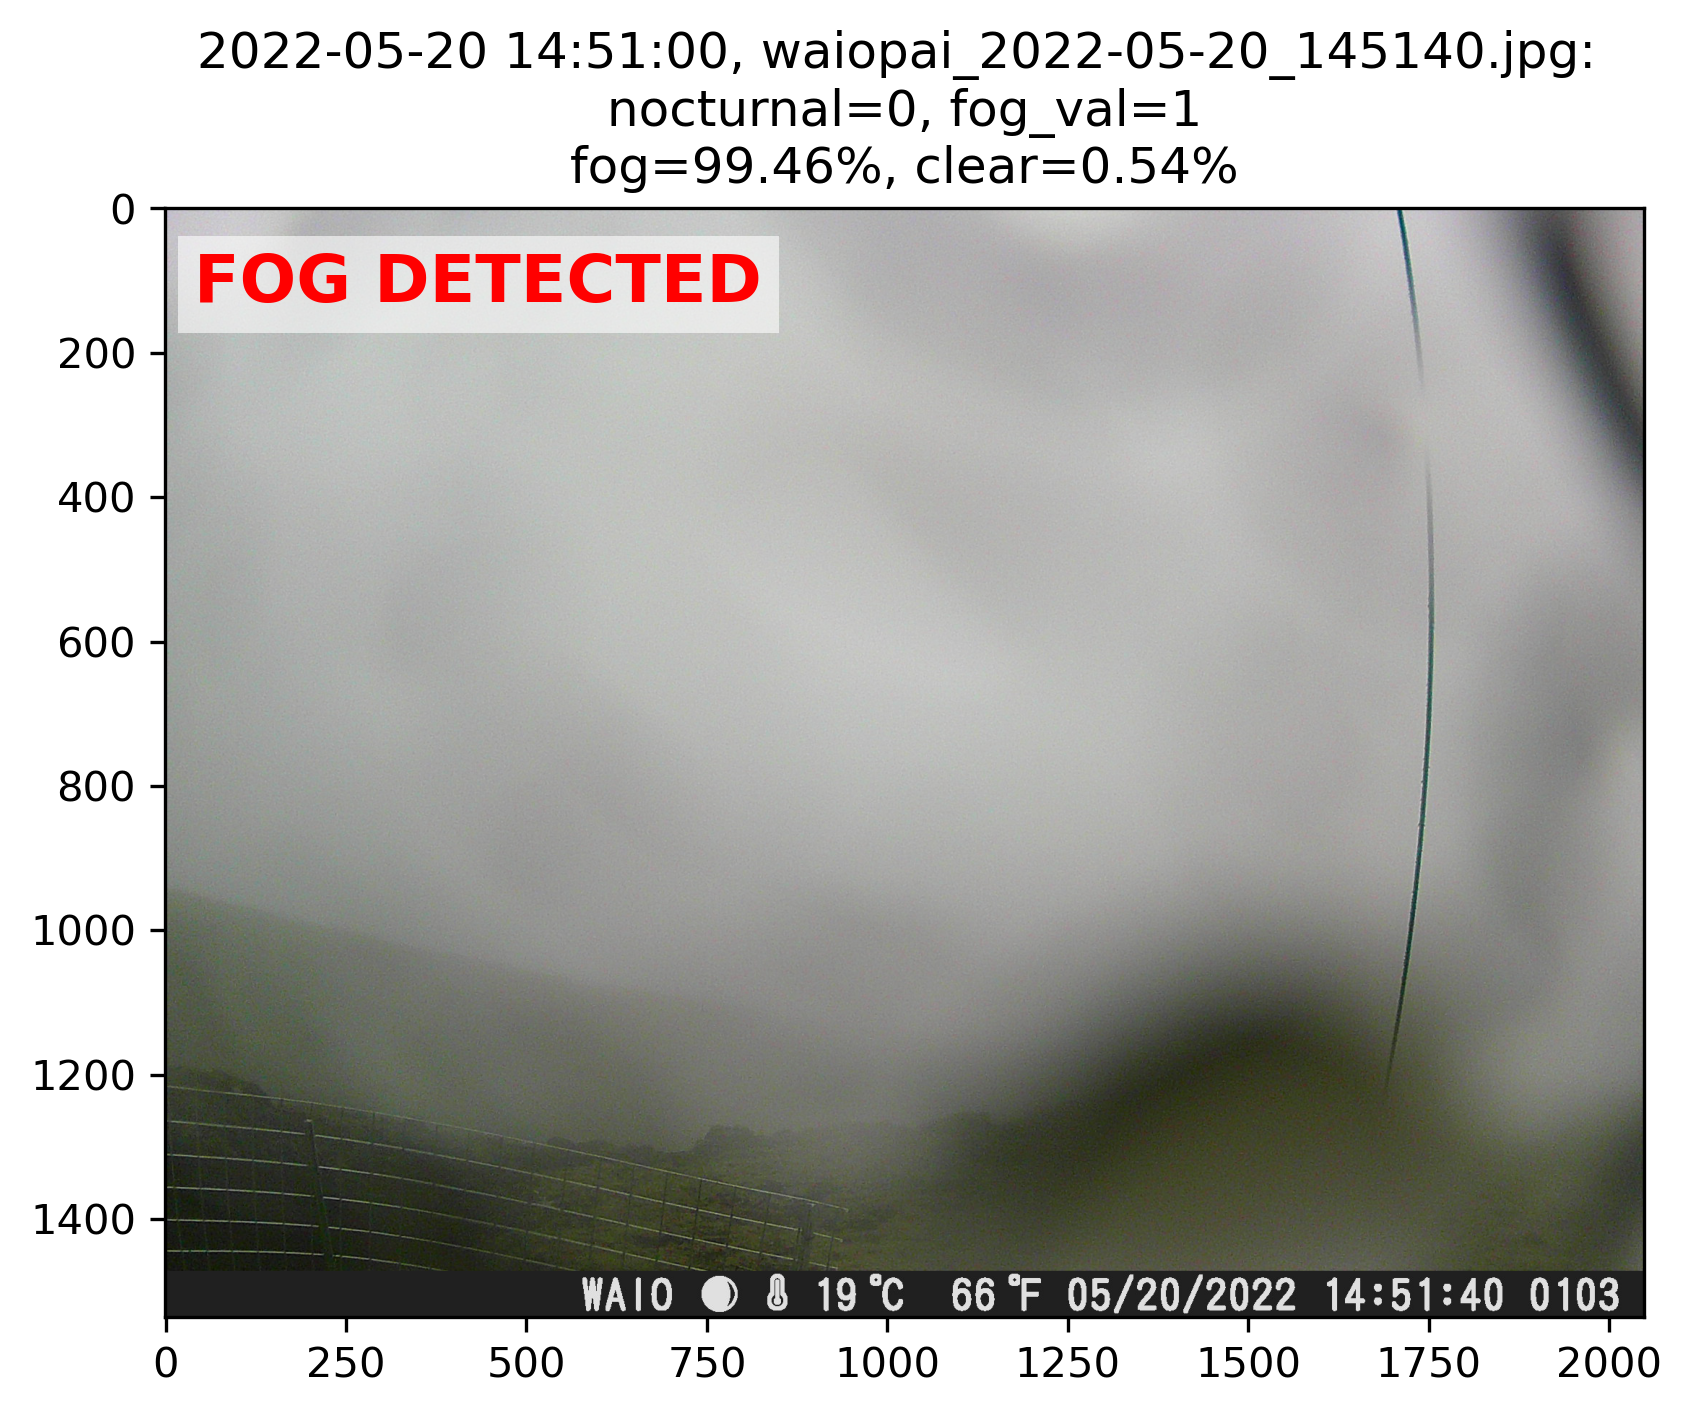 2022-05-20 14:51:00, waiopai_2022-05-20_145140.jpg:
nocturnal=0, fog_val=1
fog=99.46%, clear=0.54%
0
FOG DETECTED
200
400
600
800
1000
1200
1400
WAIO 19°C 66°F 05/20/2022 14:51:40 0103
0 250 500 750 1000 1250 1500 1750 2000